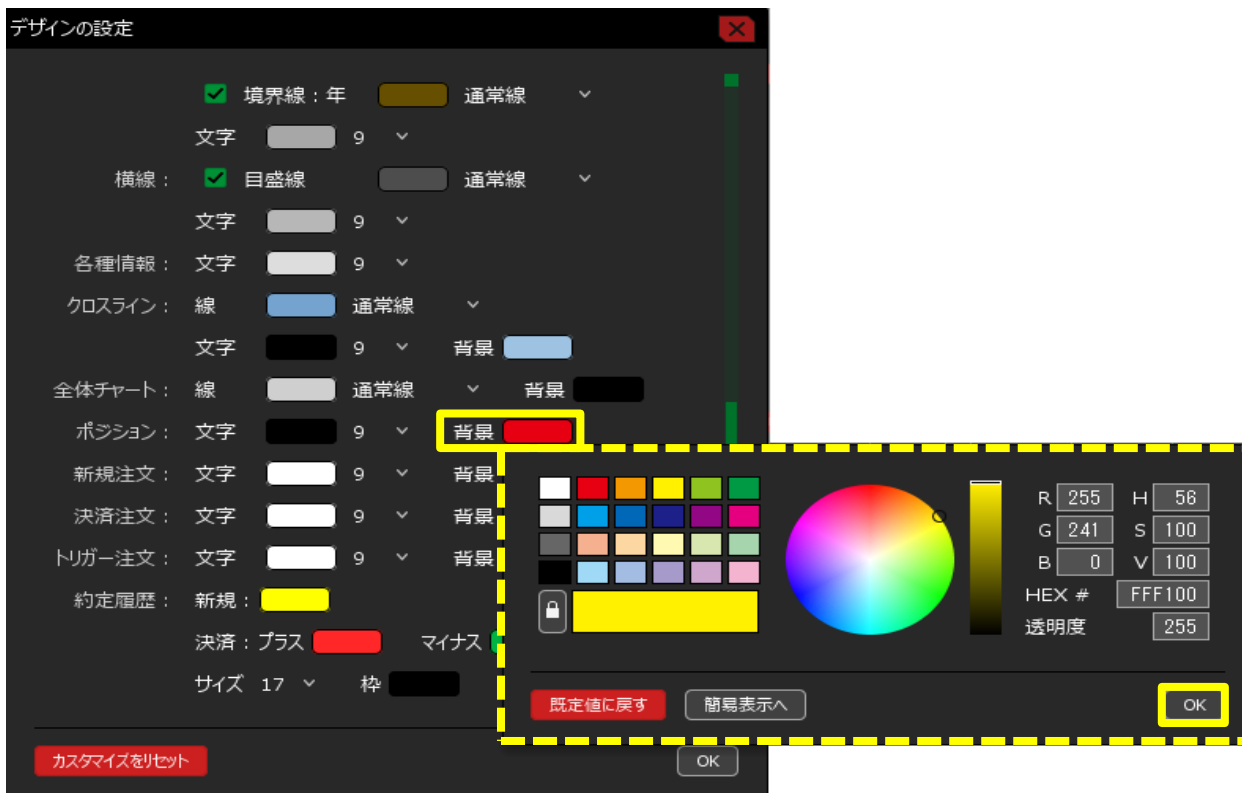 デザインの設定
境界線：年 通常線
文字 9
横線： 目盛線 通常線
文字 9
各種情報： 文字 9
クロスライン： 線 通常線
文字 9 背景
全体チャート： 線 通常線 背景
ポジション： 文字 9 背景
新規注文： 文字 9 背景
決済注文： 文字 9 背景
トリガー注文： 文字 9 背景
約定履歴： 新規：
決済：プラス マイナス
サイズ 17 枠
カスタマイズをリセット OK
R 255 H 56
G 241 S 100
B 0 V 100
HEX # FFF100
透明度 255
既定値に戻す 簡易表示へ OK